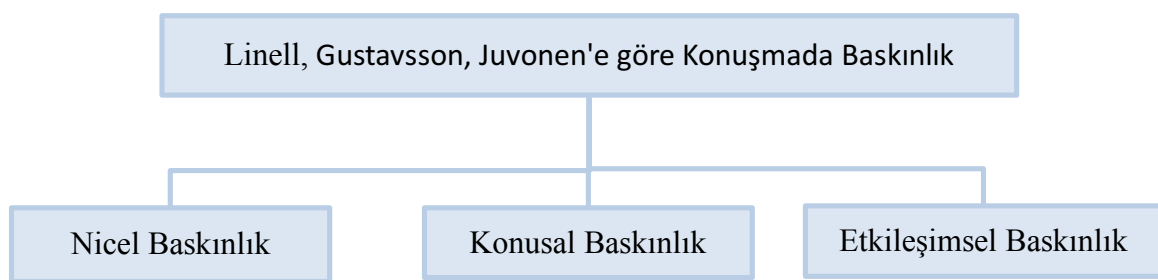 Linell, Gustavsson, Juvonen'e göre Konuşmada Baskınlık
Nicel Baskınlık
Konusal Baskınlık
Etkileşimsel Baskınlık